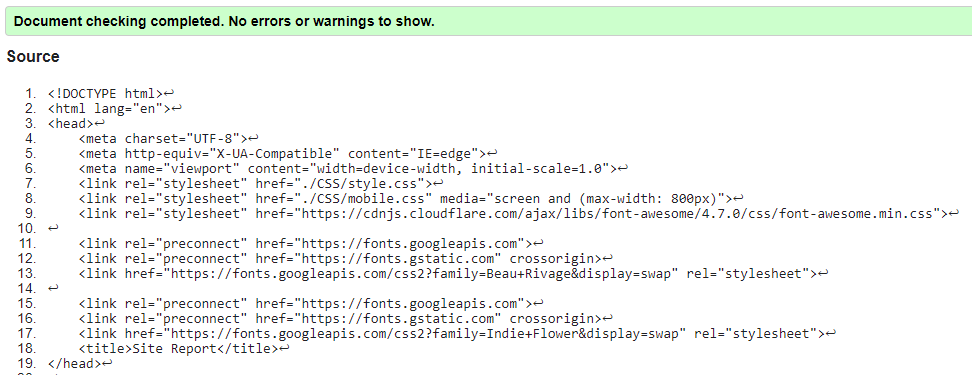 Document checking completed. No errors or warnings to show.
Source
1. <!DOCTYPE html>↩
2. <html lang="en">↩
3. <head>↩
4.     <meta charset="UTF-8">↩
5.     <meta http-equiv="X-UA-Compatible" content="IE=edge">↩
6.     <meta name="viewport" content="width=device-width, initial-scale=1.0">↩
7.     <link rel="stylesheet" href="./CSS/style.css">↩
8.     <link rel="stylesheet" href="./CSS/mobile.css" media="screen and (max-width: 800px)">↩
9.     <link rel="stylesheet" href="https://cdnjs.cloudflare.com/ajax/libs/font-awesome/4.7.0/css/font-awesome.min.css">↩
10. ↩
11.     <link rel="preconnect" href="https://fonts.googleapis.com">↩
12.     <link rel="preconnect" href="https://fonts.gstatic.com" crossorigin>↩
13.     <link href="https://fonts.googleapis.com/css2?family=Beau+Rivage&display=swap" rel="stylesheet">↩
14. ↩
15.     <link rel="preconnect" href="https://fonts.googleapis.com">↩
16.     <link rel="preconnect" href="https://fonts.gstatic.com" crossorigin>↩
17.     <link href="https://fonts.googleapis.com/css2?family=Indie+Flower&display=swap" rel="stylesheet">↩
18.     <title>Site Report</title>↩
19. </head>↩